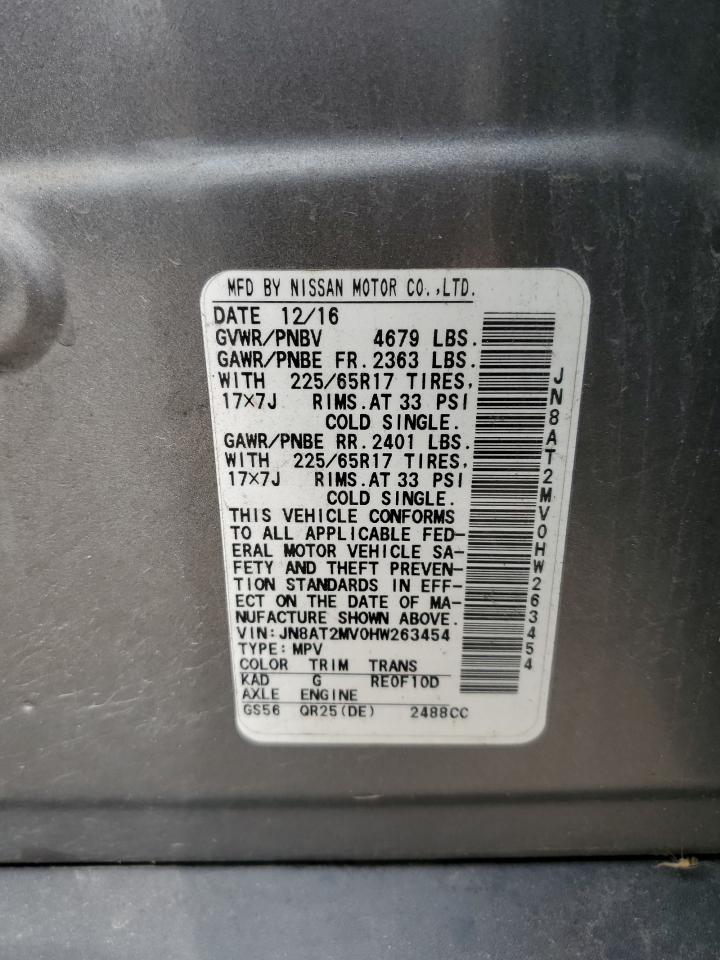 MFD BY NISSAN MOTOR CO.,LTD.
DATE 12/16
GVWR/PNBV 4679 LBS.
GAWR/PNBE FR.2363 LBS.
WITH 225/65R17 TIRES,
17×7J RIMS.AT 33 PSI
COLD SINGLE.
GAWR/PNBE RR.2401 LBS.
WITH 225/65R17 TIRES,
17×7J RIMS.AT 33 PSI
COLD SINGLE.
THIS VEHICLE CONFORMS
TO ALL APPLICABLE FED-
ERAL MOTOR VEHICLE SA-
FETY AND THEFT PREVEN-
TION STANDARDS IN EFF-
ECT ON THE DATE OF MA-
NUFACTURE SHOWN ABOVE.
VIN:JN8AT2MV0HW263454
TYPE:MPV
COLOR TRIM TRANS
KAD G RE0F10D
AXLE ENGINE
GS56 QR25(DE) 2488CC
JN8AT2MV0HW263454